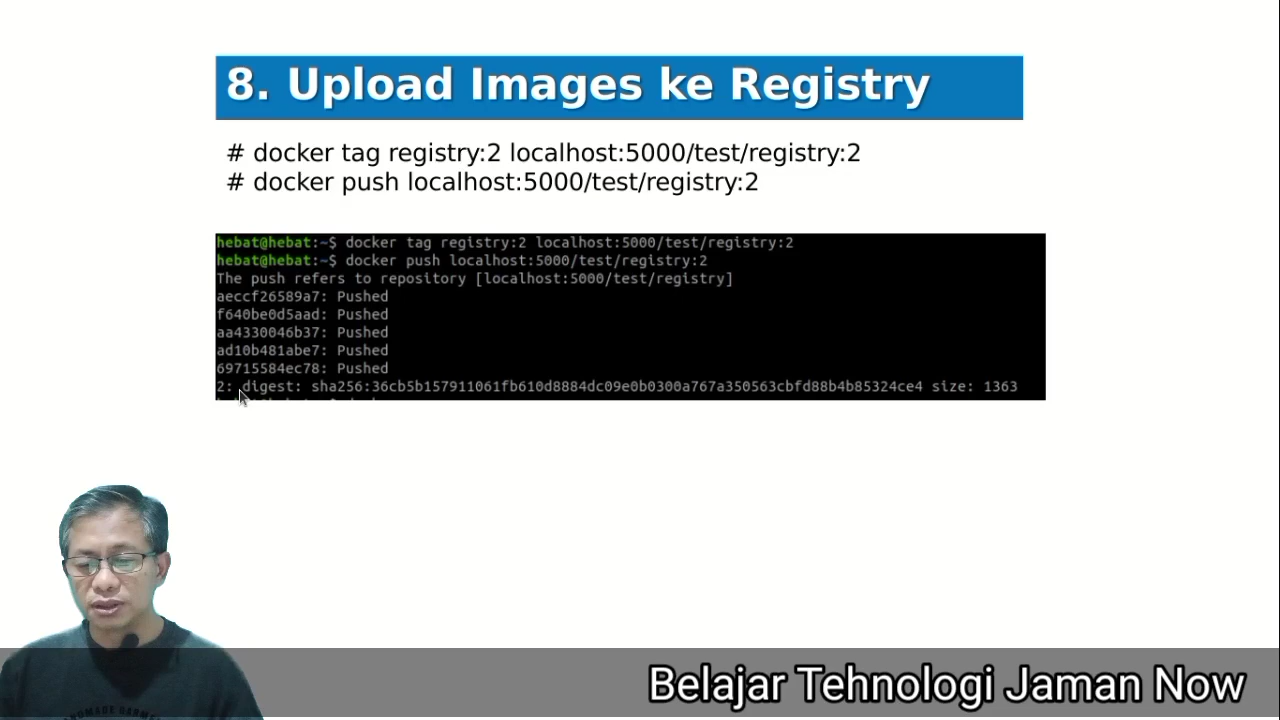 8. Upload Images ke Registry
# docker tag registry:2 localhost:5000/test/registry:2
# docker push localhost:5000/test/registry:2
hebat@hebat:~$ docker tag registry:2 localhost:5000/test/registry:2
hebat@hebat:~$ docker push localhost:5000/test/registry:2
The push refers to repository [localhost:5000/test/registry]
aeccf26589a7: Pushed
f640be0d5aad: Pushed
aa4330046b37: Pushed
ad10b481abe7: Pushed
69715584ec78: Pushed
2: digest: sha256:36cb5b157911061fb610d8884dc09e0b0300a767a350563cbfd88b4b85324ce4 size: 1363
Belajar Tehnologi Jaman Now